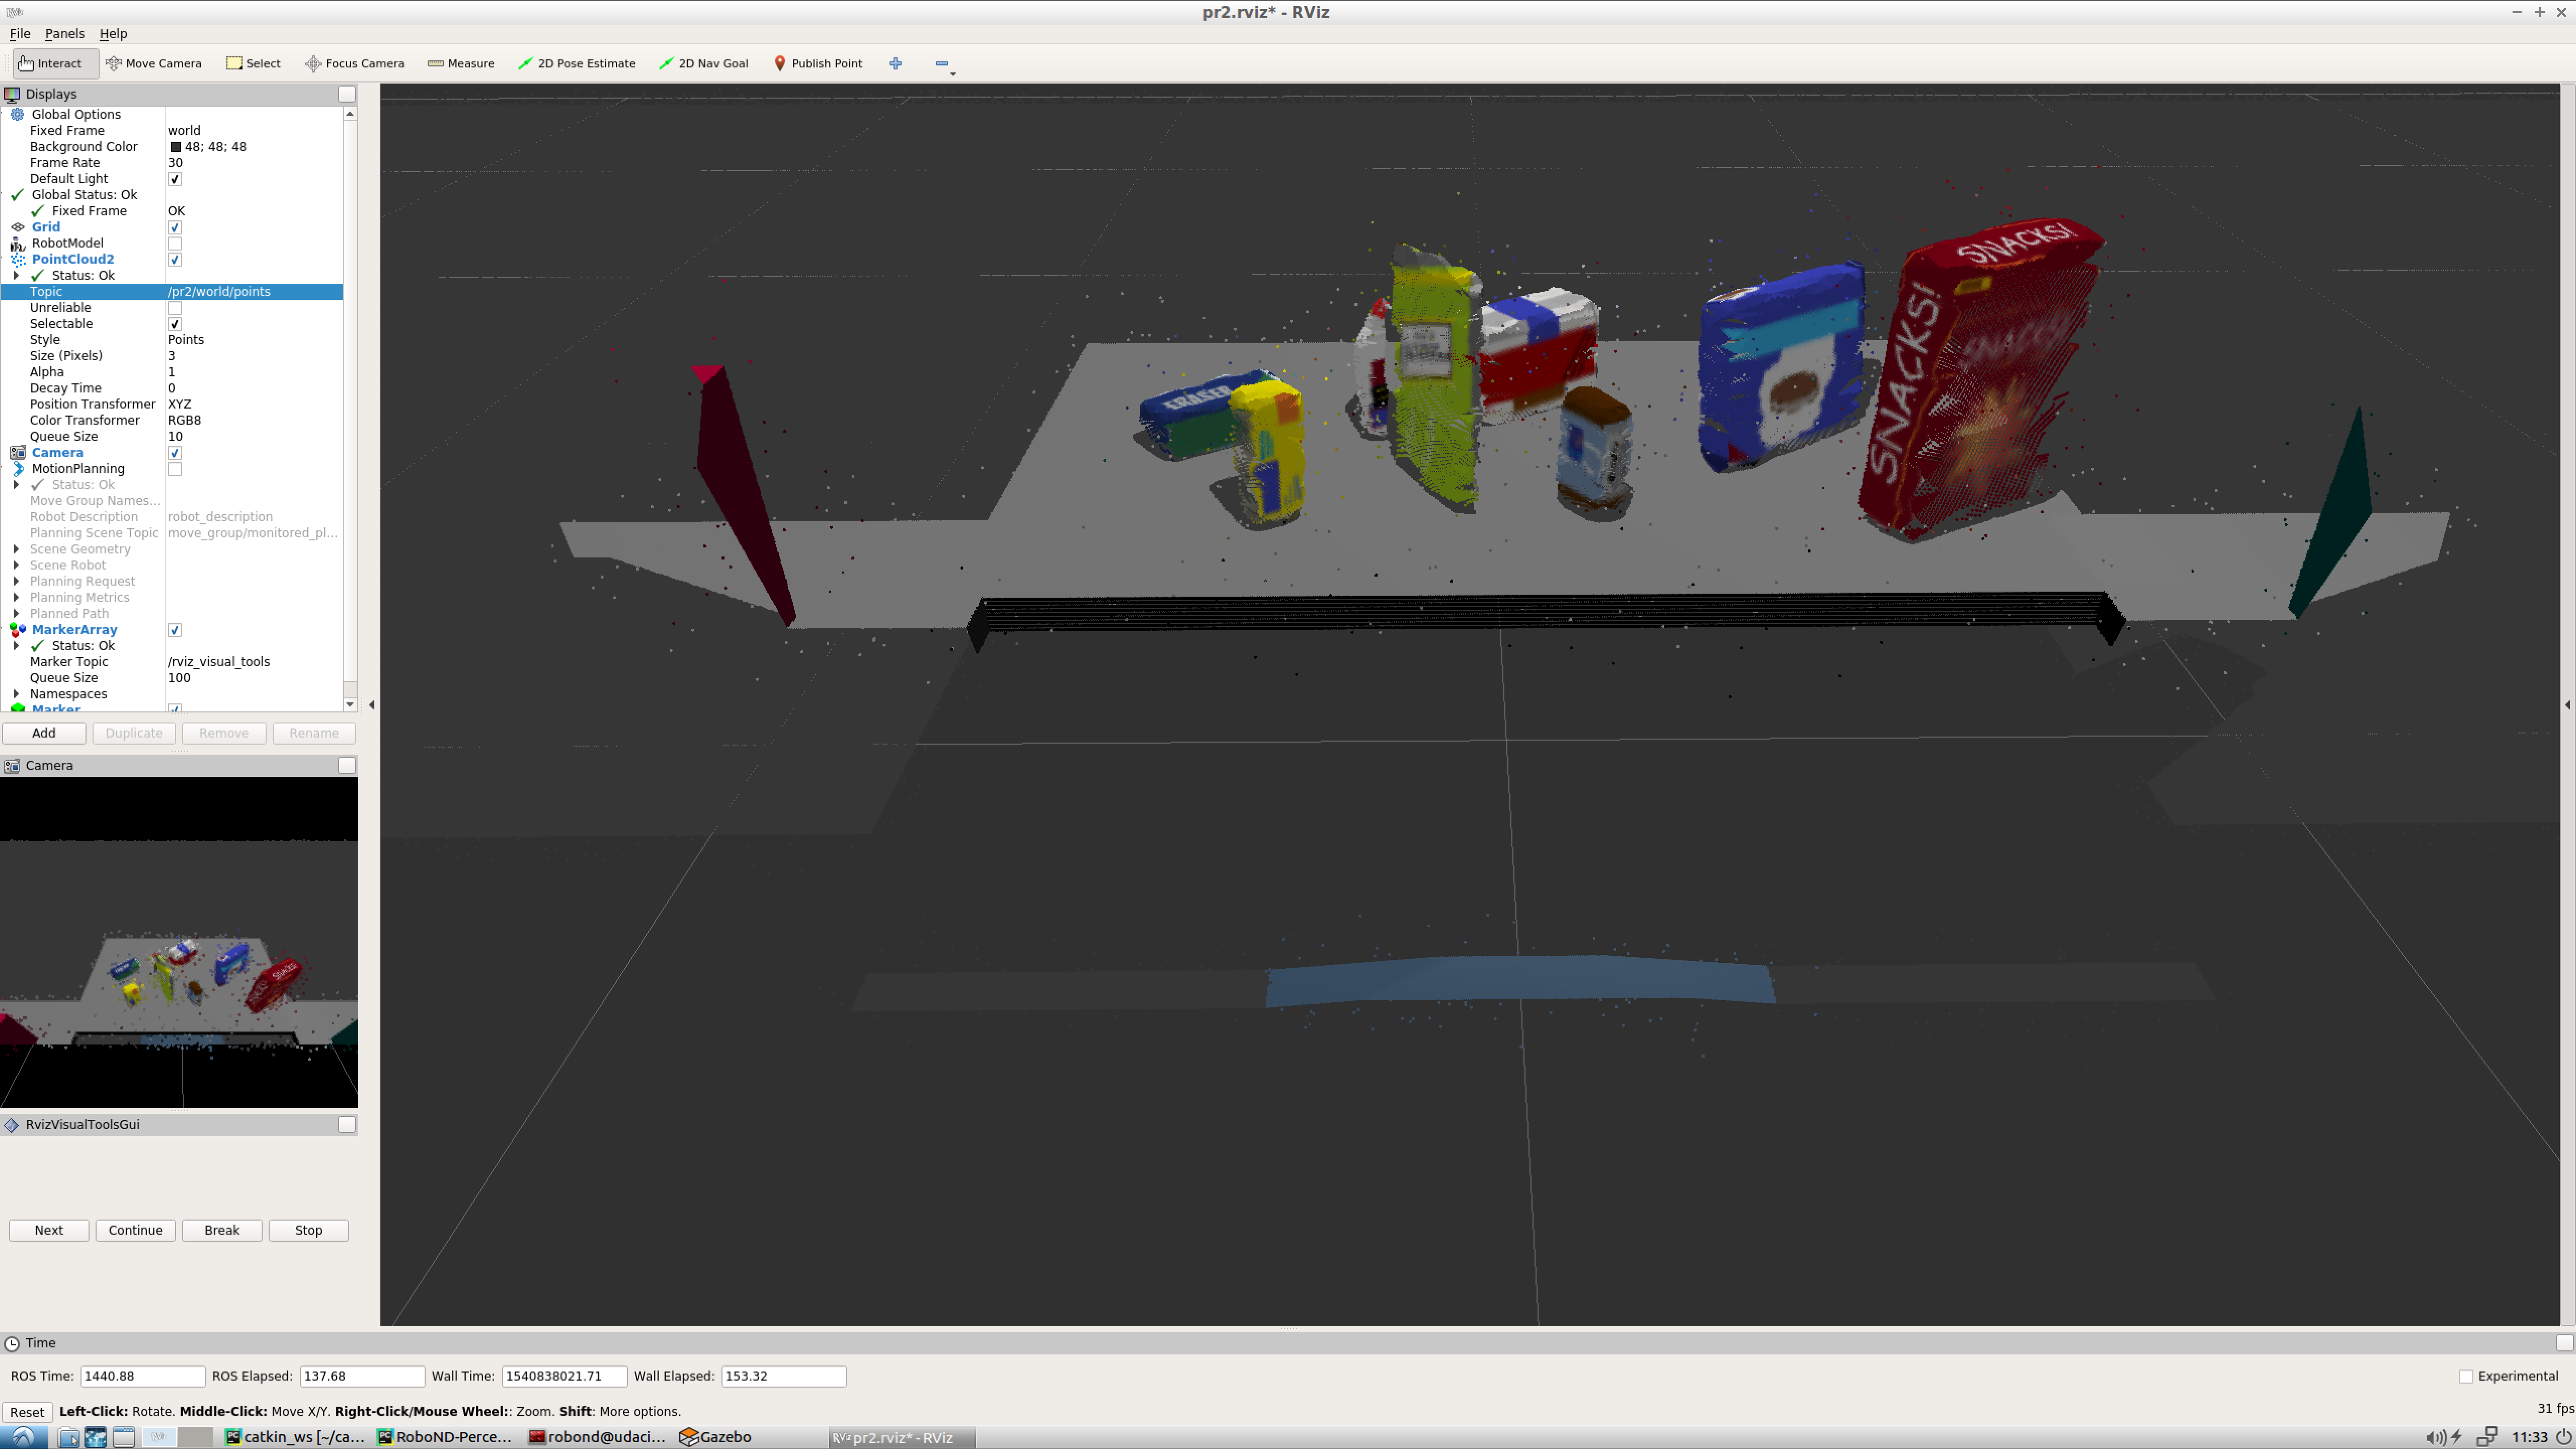 pr2.rviz* - RViz
File Panels Help
Interact Move Camera Select Focus Camera Measure 2D Pose Estimate 2D Nav Goal Publish Point
Displays
Global Options
Fixed Frame world
Background Color 48; 48; 48
Frame Rate 30
Default Light
Global Status: Ok
Fixed Frame OK
Grid
RobotModel
PointCloud2
Status: Ok
Topic /pr2/world/points
Unreliable
Selectable
Style Points
Size (Pixels) 3
Alpha 1
Decay Time 0
Position Transformer XYZ
Color Transformer RGB8
Queue Size 10
Camera
MotionPlanning
Status: Ok
Move Group Names...
Robot Description robot_description
Planning Scene Topic move_group/monitored_pl...
Scene Geometry
Scene Robot
Planning Request
Planning Metrics
Planned Path
MarkerArray
Status: Ok
Marker Topic /rviz_visual_tools
Queue Size 100
Namespaces
Marker
Add Duplicate Remove Rename
Camera
RvizVisualToolsGui
Next Continue Break Stop
ERASER
SNACKS!
SNACKS!
SNACKS!
Time
ROS Time: 1440.88 ROS Elapsed: 137.68 Wall Time: 1540838021.71 Wall Elapsed: 153.32 Experimental
Reset Left-Click: Rotate. Middle-Click: Move X/Y. Right-Click/Mouse Wheel:: Zoom. Shift: More options. 31 fps
catkin_ws [~/ca... RoboND-Perce... robond@udaci... Gazebo pr2.rviz* - RViz 11:33